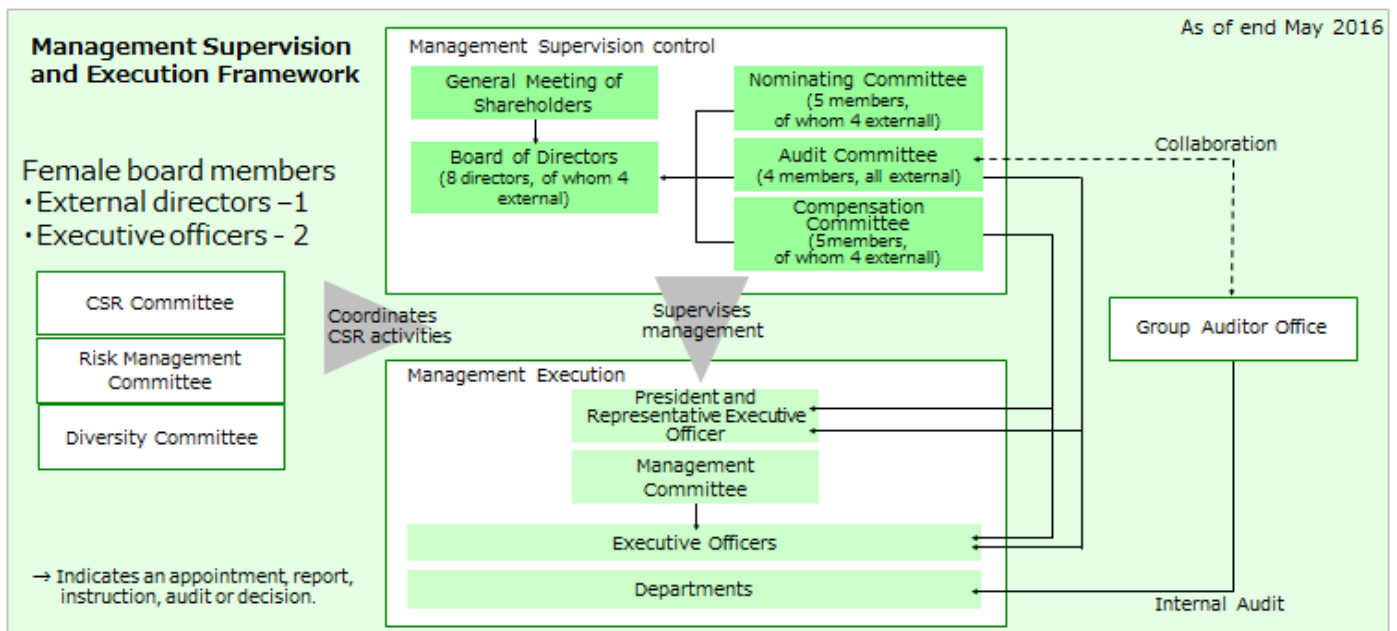 Management Supervision
and Execution Framework
As of end May 2016
Female board members
・External directors –1
・Executive officers - 2
CSR Committee
Risk Management
Committee
Diversity Committee
→ Indicates an appointment, report,
instruction, audit or decision.
Coordinates
CSR activities
Management Supervision control
General Meeting of
Shareholders
Board of Directors
(8 directors, of whom 4
external)
Nominating Committee
(5 members,
of whom 4 externall)
Audit Committee
(4 members, all external)
Compensation
Committee
(5members,
of whom 4 externall)
Supervises
management
Collaboration
Group Auditor Office
Internal Audit
Management Execution
President and
Representative Executive
Officer
Management
Committee
Executive Officers
Departments